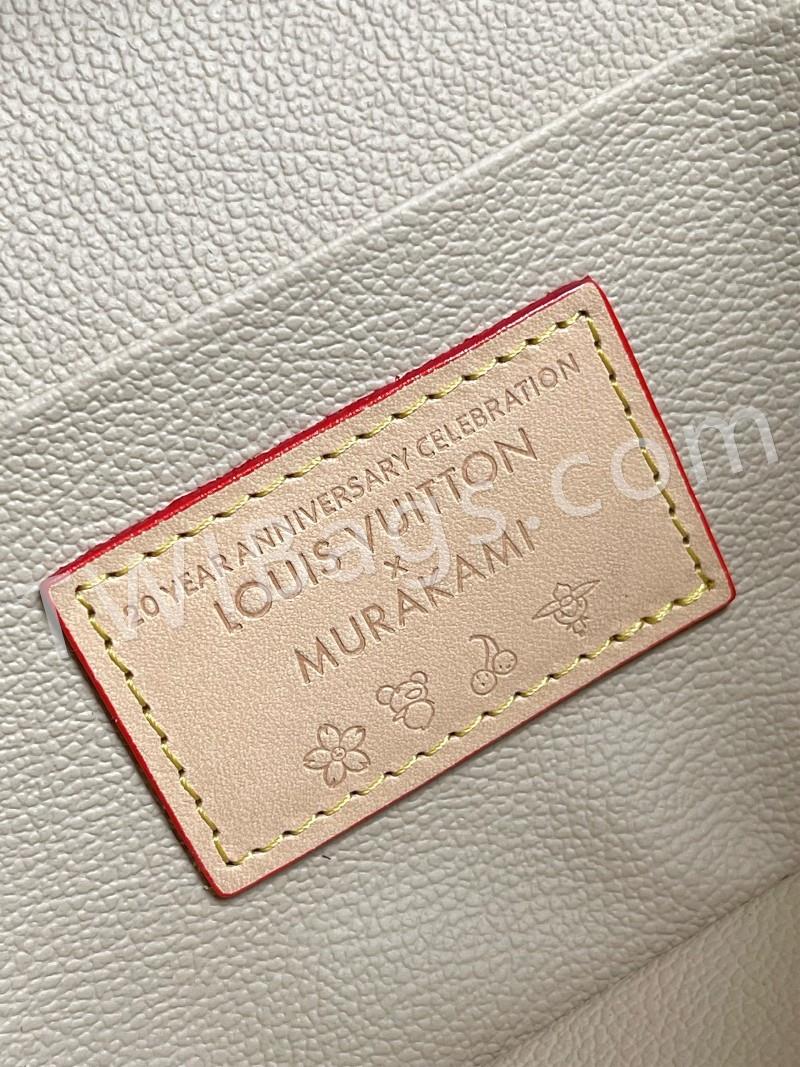 20 YEAR ANNIVERSARY CELEBRATION
LOUIS VUITTON
×
MURAKAMI